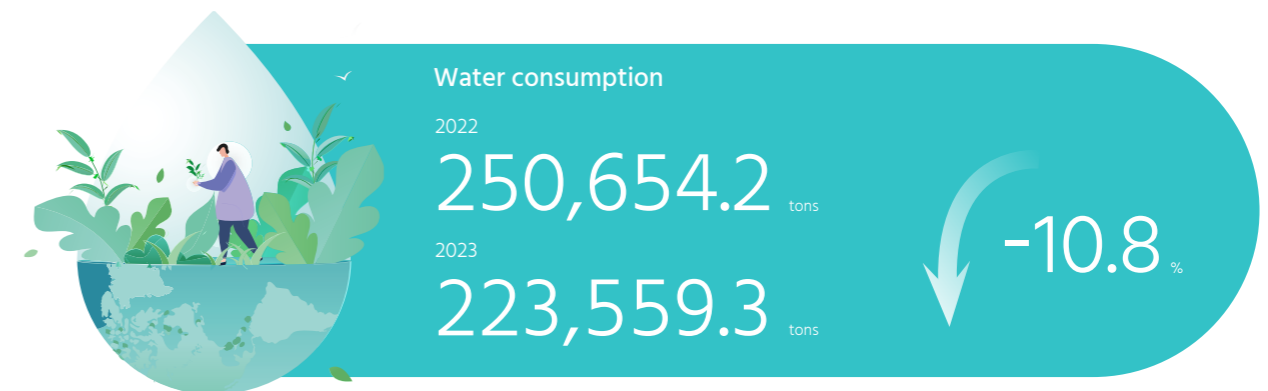 Water consumption
2022
250,654.2 tons
2023
223,559.3 tons
-10.8 %